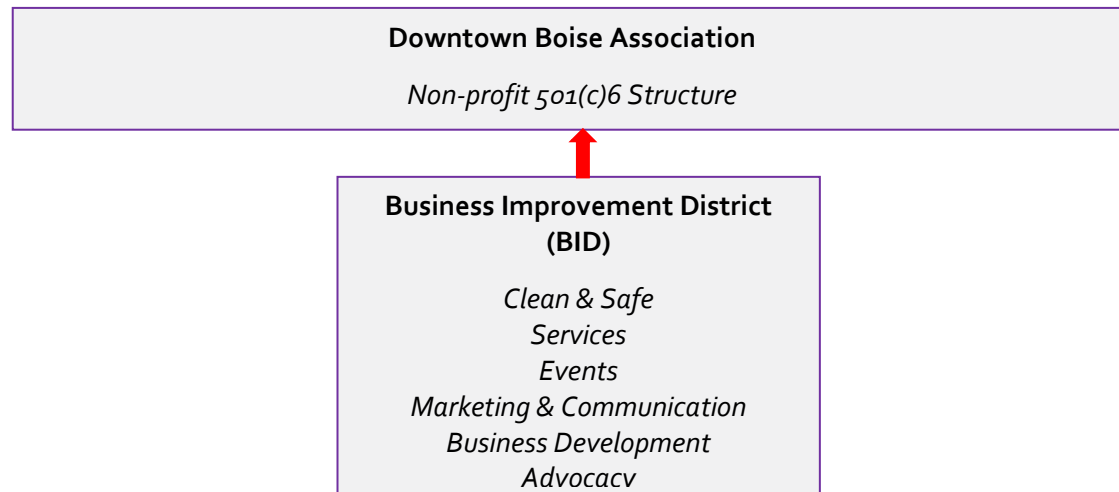 Downtown Boise Association
Non-profit 501(c)6 Structure
Business Improvement District
(BID)
Clean & Safe
Services
Events
Marketing & Communication
Business Development
Advocacy